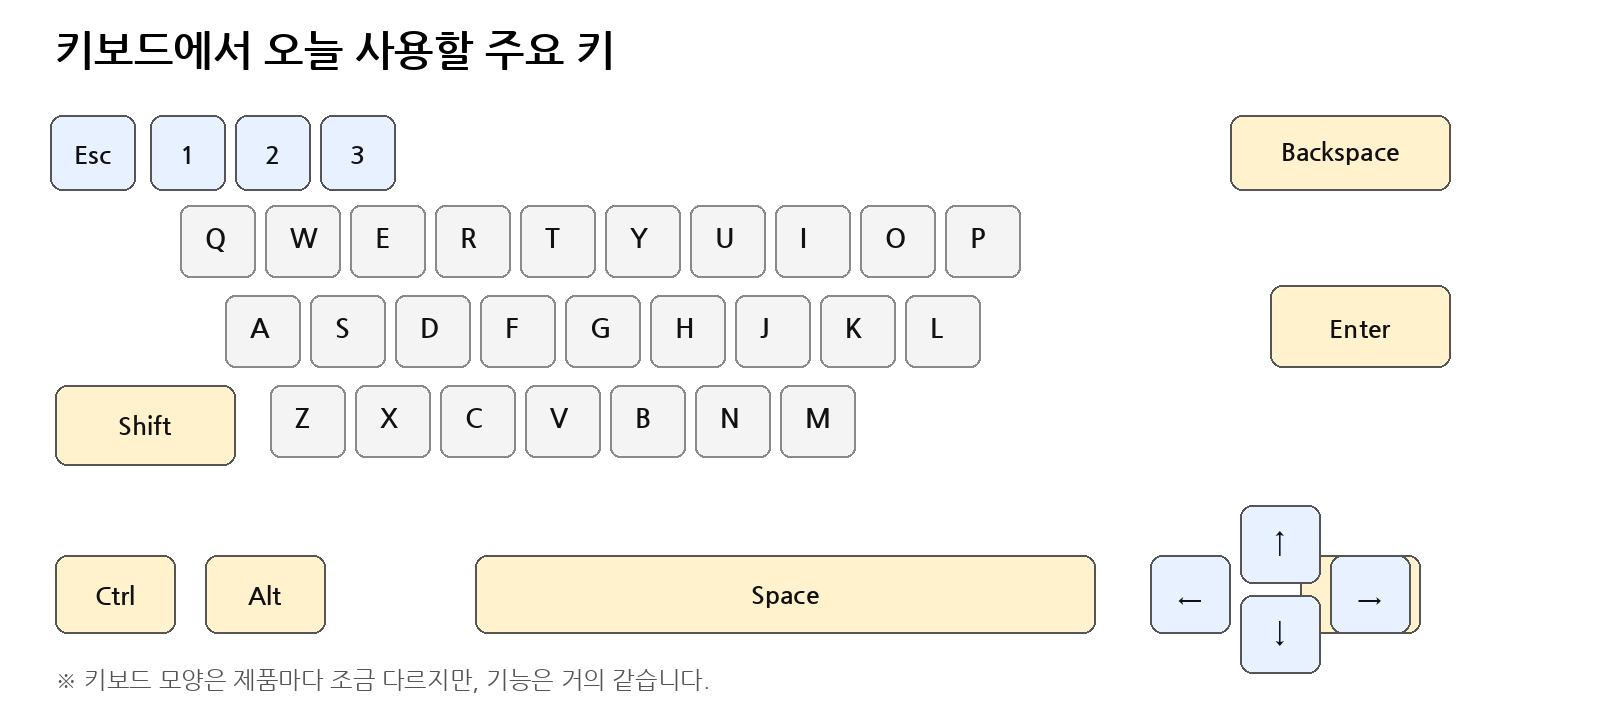 키보드에서 오늘 사용할 주요 키
Esc 1 2 3 Backspace
Q W E R T Y U I O P
A S D F G H J K L Enter
Shift Z X C V B N M
↑
Ctrl Alt Space ← →
↓
※ 키보드 모양은 제품마다 조금 다르지만, 기능은 거의 같습니다.